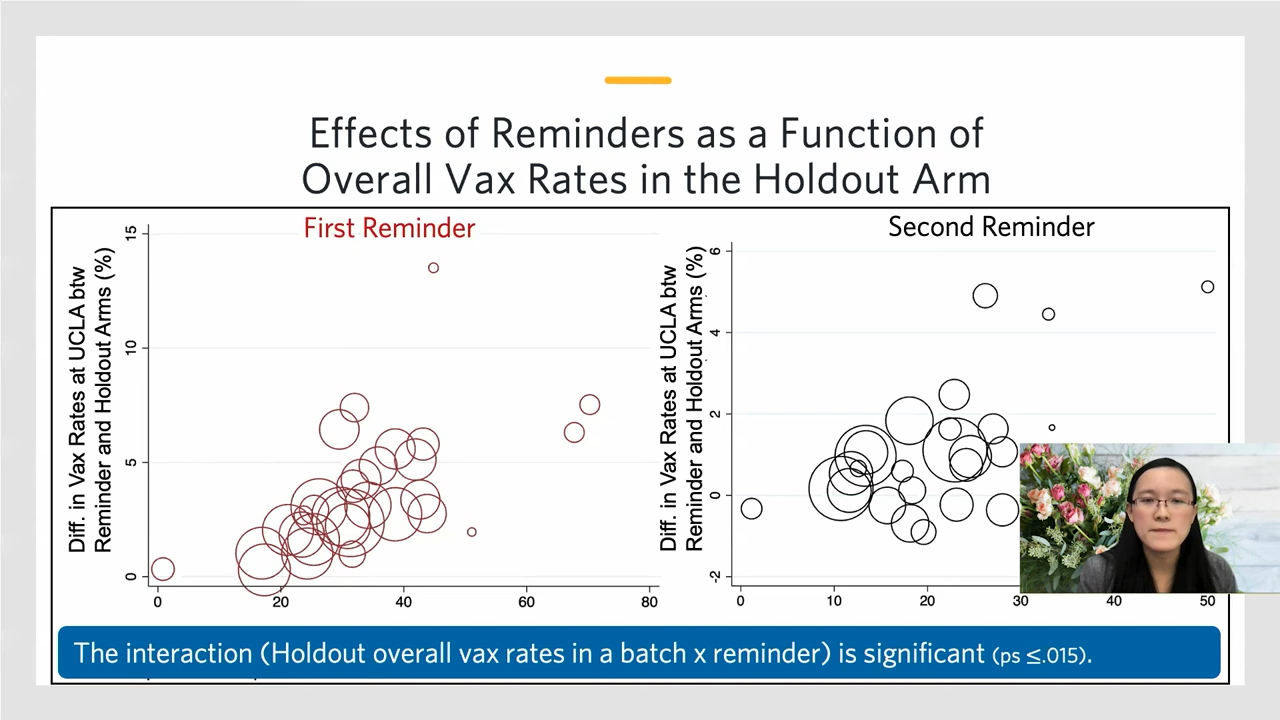 Effects of Reminders as a Function of
Overall Vax Rates in the Holdout Arm
First Reminder
Diff. in Vax Rates at UCLA btw
Reminder and Holdout Arms (%)
15
10
5
0
0 20 40 60 80
Second Reminder
Diff. in Vax Rates at UCLA btw
Reminder and Holdout Arms (%)
6
4
2
0
-2
0 10 20 30 40 50
The interaction (Holdout overall vax rates in a batch x reminder) is significant (ps ≤.015).